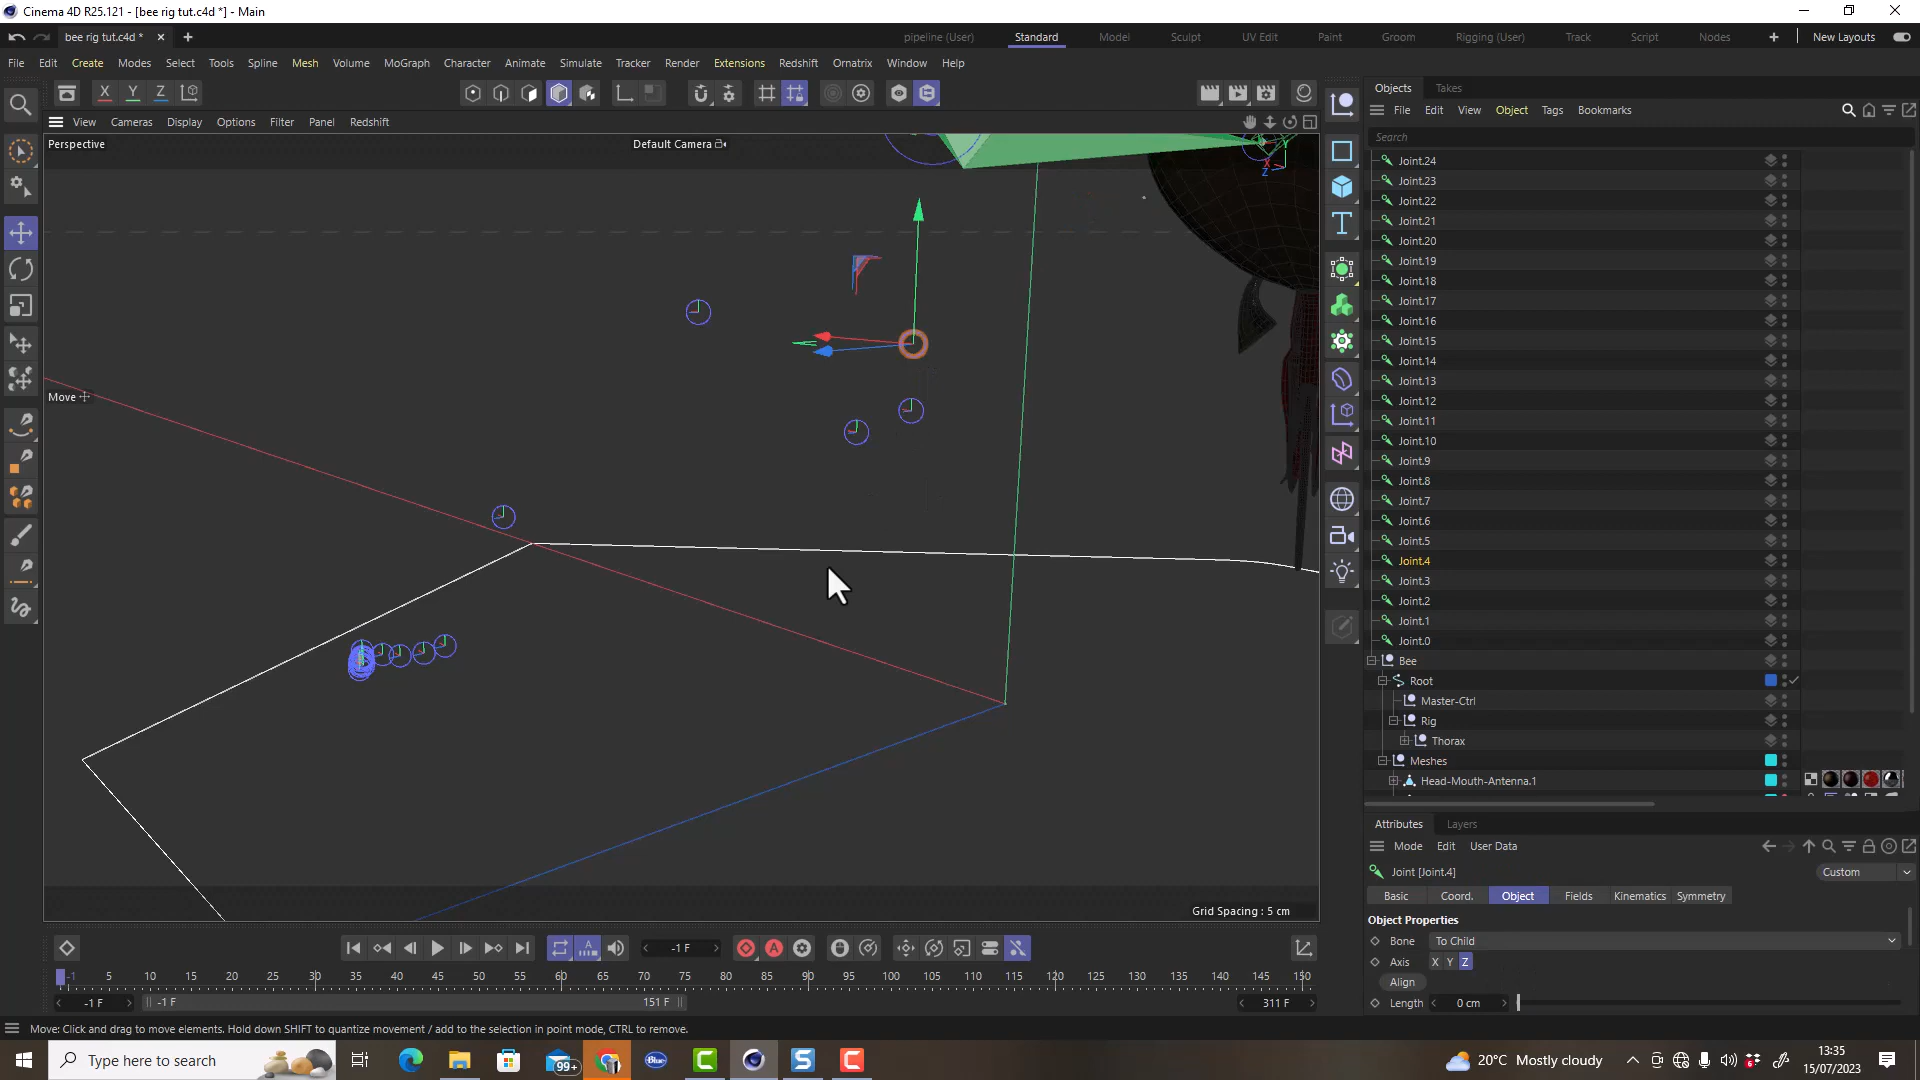 Cinema 4D R25.121 - [bee rig tut.c4d *] - Main
bee rig tut.c4d *
pipeline (User) Standard Model Sculpt UV Edit Paint Groom Rigging (User) Track Script Nodes New Layouts
File Edit Create Modes Select Tools Spline Mesh Volume MoGraph Character Animate Simulate Tracker Render Extensions Redshift Ornatrix Window Help
X Y Z
Objects Takes
File Edit View Object Tags Bookmarks
Search
View Cameras Display Options Filter Panel Redshift
Perspective
Default Camera
Move
Y
X
Z
Joint.24
Joint.23
Joint.22
Joint.21
Joint.20
Joint.19
Joint.18
Joint.17
Joint.16
Joint.15
Joint.14
Joint.13
Joint.12
Joint.11
Joint.10
Joint.9
Joint.8
Joint.7
Joint.6
Joint.5
Joint.4
Joint.3
Joint.2
Joint.1
Joint.0
Bee
Root
Master-Ctrl
Rig
Thorax
Meshes
Head-Mouth-Antenna.1
Grid Spacing : 5 cm
Attributes Layers
Mode Edit User Data
Joint [Joint.4]
Custom
Basic Coord. Object Fields Kinematics Symmetry
Object Properties
Bone To Child
Axis X Y Z
Align
Length 0 cm
-1 F
-1 5 10 15 20 25 30 35 40 45 50 55 60 65 70 75 80 85 90 95 100 105 110 115 120 125 130 135 140 145 150
-1 F -1 F 151 F 311 F
Move: Click and drag to move elements. Hold down SHIFT to quantize movement / add to the selection in point mode, CTRL to remove.
Type here to search
99+
Blue
20°C Mostly cloudy
13:35
15/07/2023